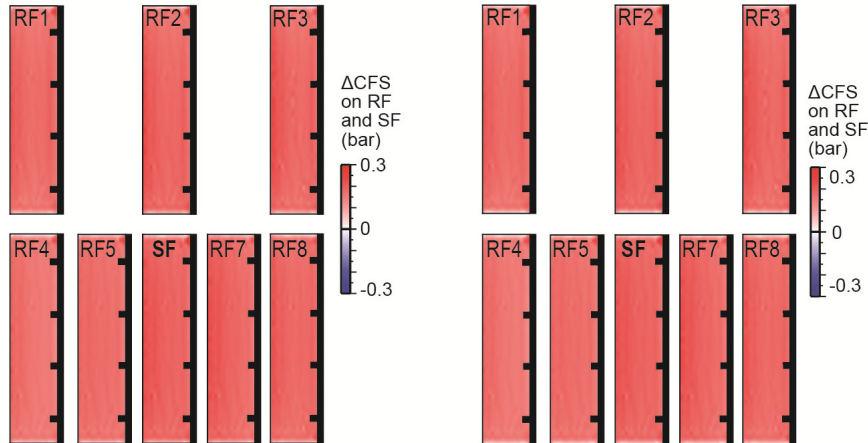 RF1 RF2 RF3
ΔCFS
on RF
and SF
(bar)
0.3
0
-0.3
RF4 RF5 SF RF7 RF8
RF1 RF2 RF3
ΔCFS
on RF
and SF
(bar)
0.3
0
-0.3
RF4 RF5 SF RF7 RF8